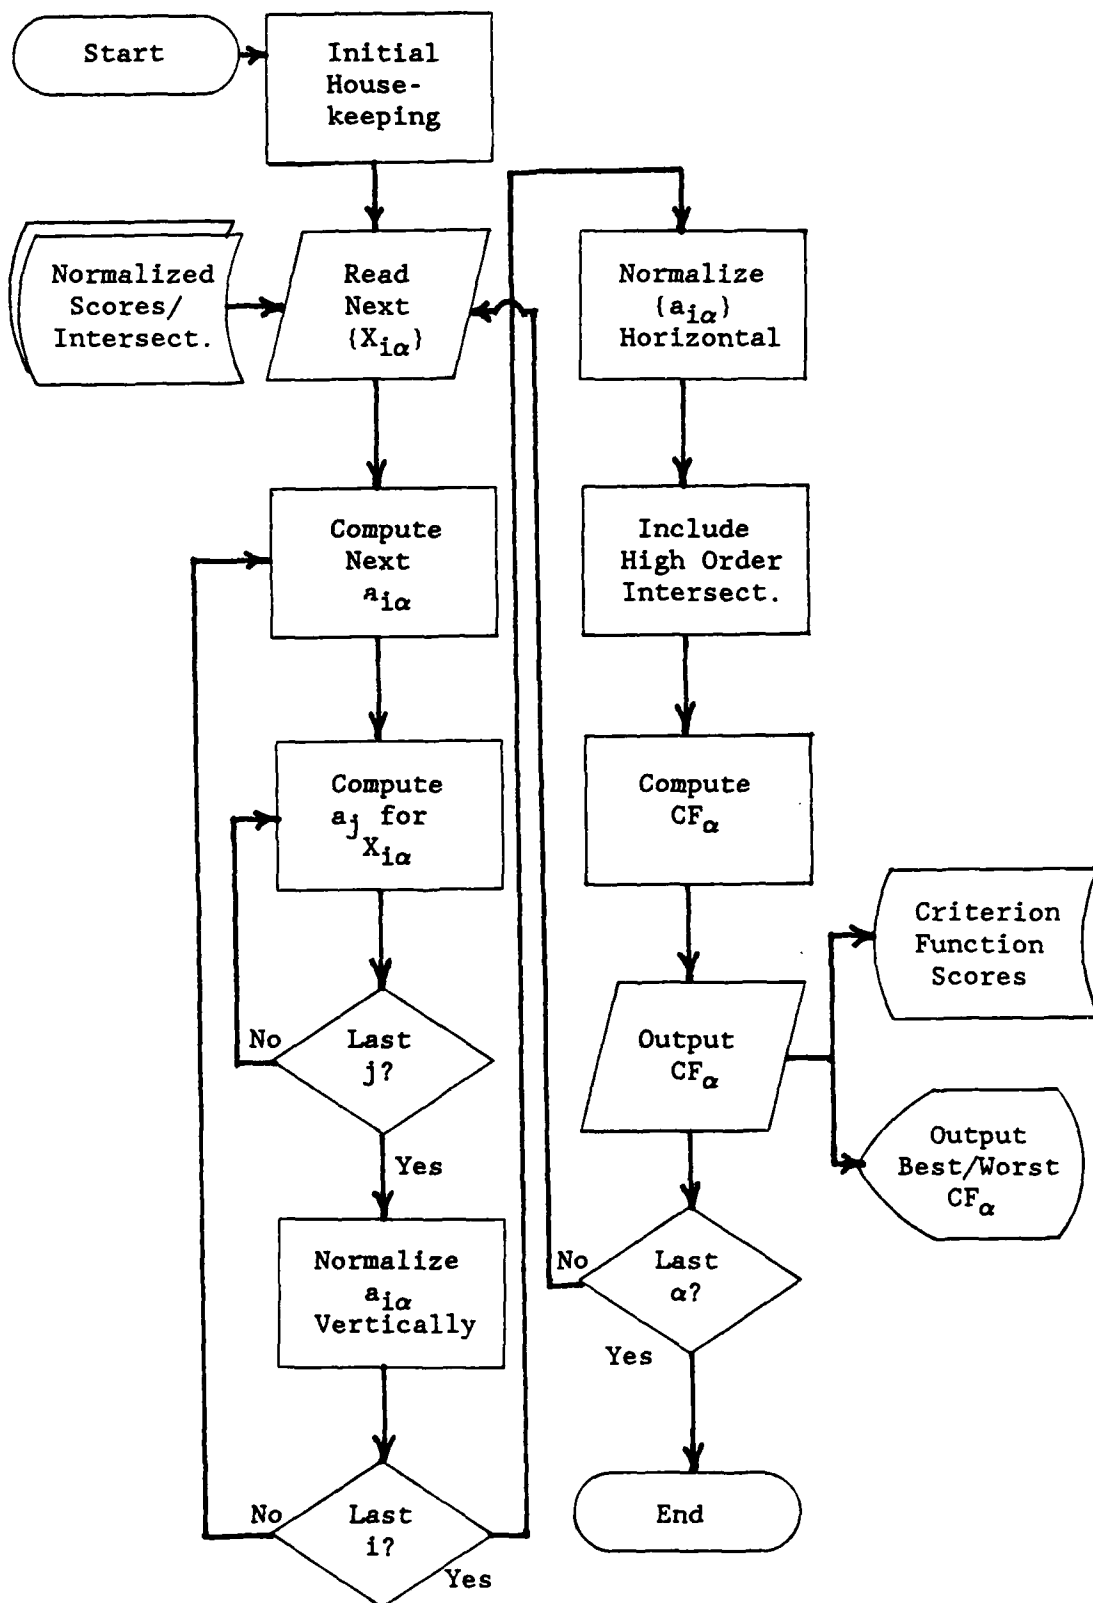 Start
Initial
House-
keeping
Normalized
Scores/
Intersect.
Read
Next
{X_iα}
Compute
Next
a_iα
Compute
a_j for
X_iα
No
Last
j?
Yes
Normalize
a_iα
Vertically
No
Last
i?
Yes
Normalize
{a_iα}
Horizontal
Include
High Order
Intersect.
Compute
CF_α
Output
CF_α
Criterion
Function
Scores
Output
Best/Worst
CF_α
No
Last
α?
Yes
End